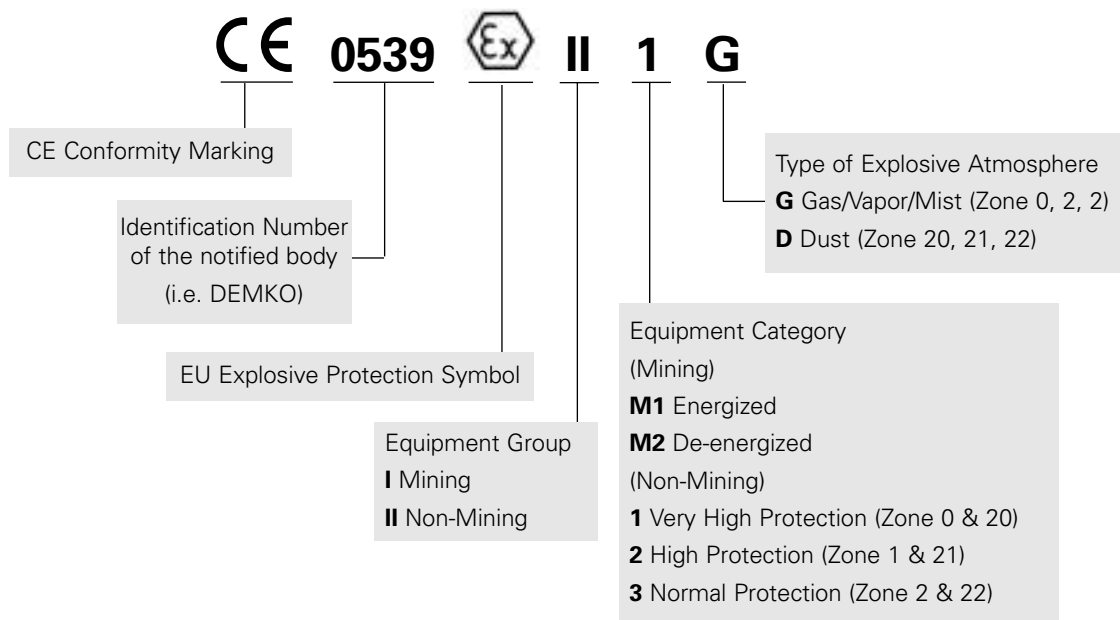 CE 0539 Ex II 1 G
CE Conformity Marking
Identification Number
of the notified body
(i.e. DEMKO)
EU Explosive Protection Symbol
Equipment Group
I Mining
II Non-Mining
Equipment Category
(Mining)
M1 Energized
M2 De-energized
(Non-Mining)
1 Very High Protection (Zone 0 & 20)
2 High Protection (Zone 1 & 21)
3 Normal Protection (Zone 2 & 22)
Type of Explosive Atmosphere
G Gas/Vapor/Mist (Zone 0, 2, 2)
D Dust (Zone 20, 21, 22)